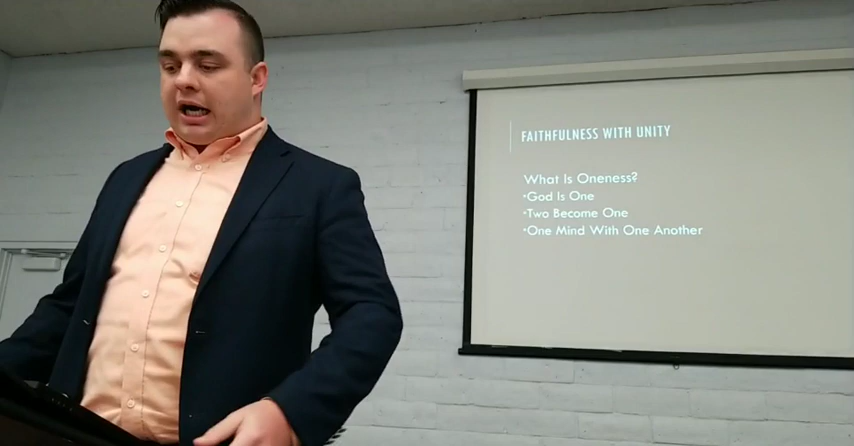 FAITHFULNESS WITH UNITY
What Is Oneness?
•God Is One
•Two Become One
•One Mind With One Another